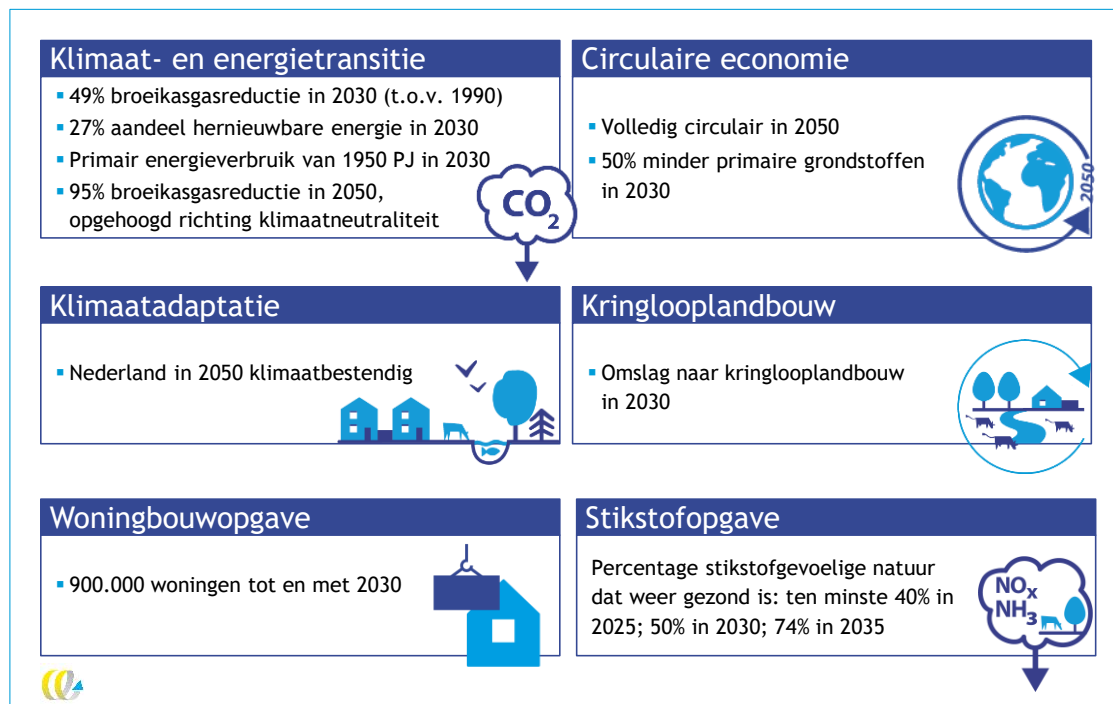 Klimaat- en energietransitie
▪ 49% broeikasgasreductie in 2030 (t.o.v. 1990)
▪ 27% aandeel hernieuwbare energie in 2030
▪ Primair energieverbruik van 1950 PJ in 2030
▪ 95% broeikasgasreductie in 2050,
opgehoogd richting klimaatneutraliteit
CO₂
Circulaire economie
▪ Volledig circulair in 2050
▪ 50% minder primaire grondstoffen
in 2030
2050
Klimaatadaptatie
▪ Nederland in 2050 klimaatbestendig
Kringlooplandbouw
▪ Omslag naar kringlooplandbouw
in 2030
Woningbouwopgave
▪ 900.000 woningen tot en met 2030
Stikstofopgave
Percentage stikstofgevoelige natuur
dat weer gezond is: ten minste 40% in
2025; 50% in 2030; 74% in 2035
NOₓ
NH₃